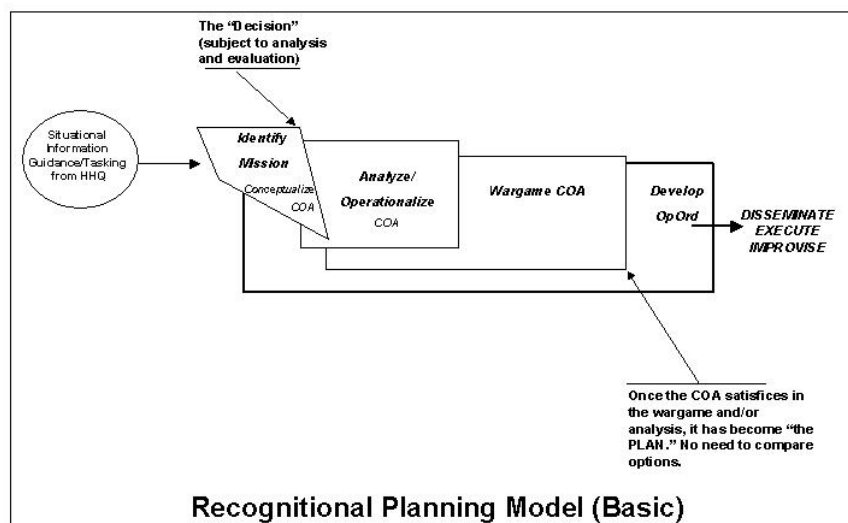 The “Decision”
(subject to analysis
and evaluation)
Situational
Information
Guidance/Tasking
from HHQ
Identify
Mission
Conceptualize
COA
Analyze/
Operationalize
COA
Wargame COA
Develop
OpOrd
DISSEMINATE
EXECUTE
IMPROVISE
Once the COA satisfices in
the wargame and/or
analysis, it has become “the
PLAN.” No need to compare
options.
Recognitional Planning Model (Basic)